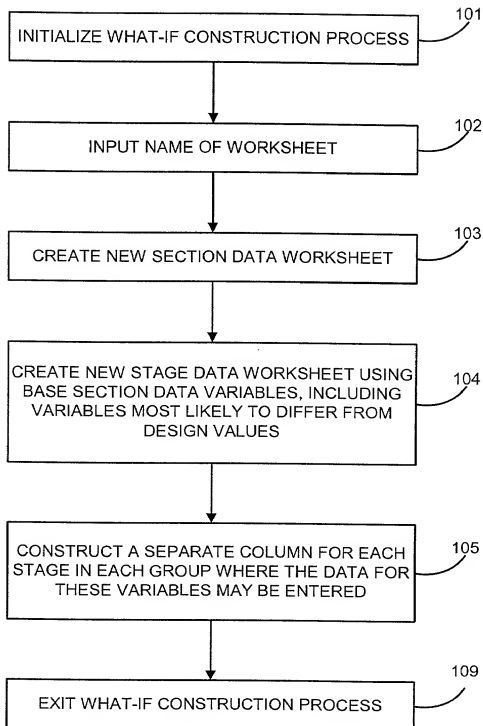 101
INITIALIZE WHAT-IF CONSTRUCTION PROCESS
102
INPUT NAME OF WORKSHEET
103
CREATE NEW SECTION DATA WORKSHEET
CREATE NEW STAGE DATA WORKSHEET USING
BASE SECTION DATA VARIABLES, INCLUDING
VARIABLES MOST LIKELY TO DIFFER FROM
DESIGN VALUES
104
CONSTRUCT A SEPARATE COLUMN FOR EACH
STAGE IN EACH GROUP WHERE THE DATA FOR
THESE VARIABLES MAY BE ENTERED
105
109
EXIT WHAT-IF CONSTRUCTION PROCESS